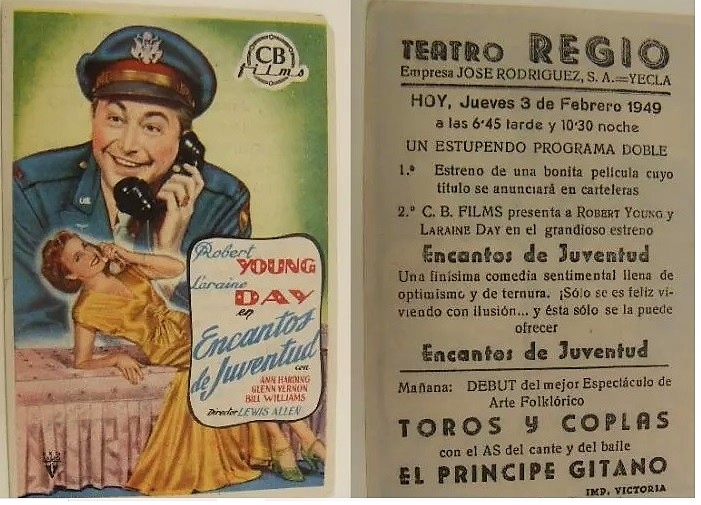 CB
films
Robert
YOUNG
Laraine
DAY
en
Encantos
de Juventud
con
ANN HARDING
GLENN VERNON
BILL WILLIAMS
Director LEWIS ALLEN
TEATRO REGIO
Empresa JOSE RODRIGUEZ, S. A.=YECLA
HOY, Jueves 3 de Febrero 1949
a las 6'45 tarde y 10'30 noche
UN ESTUPENDO PROGRAMA DOBLE
1.º Estreno de una bonita película cuyo
título se anunciará en carteleras
2.º C. B. FILMS presenta a ROBERT YOUNG y
LARAINE DAY en el grandioso estreno
Encantos de Juventud
Una finísima comedia sentimental llena de
optimismo y de ternura. ¡Sólo se es feliz vi-
viendo con ilusión... y ésta sólo se la puede
ofrecer
Encantos de Juventud
Mañana: DEBUT del mejor Espectáculo de
Arte Folklórico
TOROS y COPLAS
con el AS del cante y del baile
EL PRINCIPE GITANO
IMP. VICTORIA